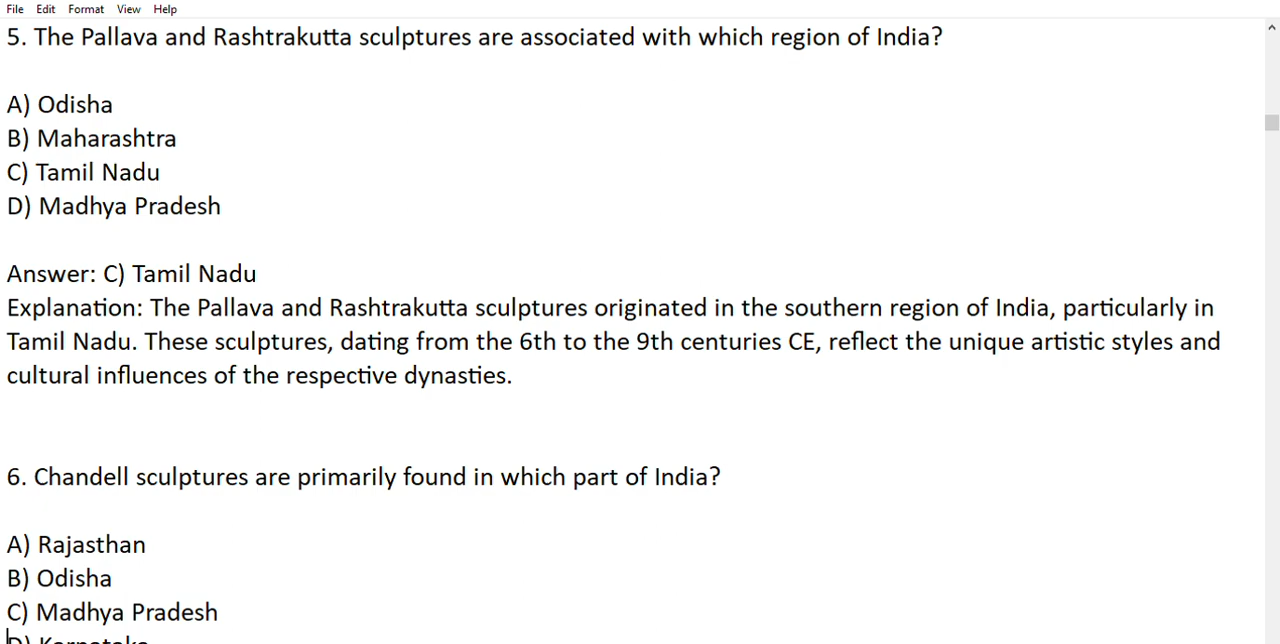 File Edit Format View Help
5. The Pallava and Rashtrakutta sculptures are associated with which region of India?
A) Odisha
B) Maharashtra
C) Tamil Nadu
D) Madhya Pradesh
Answer: C) Tamil Nadu
Explanation: The Pallava and Rashtrakutta sculptures originated in the southern region of India, particularly in
Tamil Nadu. These sculptures, dating from the 6th to the 9th centuries CE, reflect the unique artistic styles and
cultural influences of the respective dynasties.
6. Chandell sculptures are primarily found in which part of India?
A) Rajasthan
B) Odisha
C) Madhya Pradesh
D) Karnataka